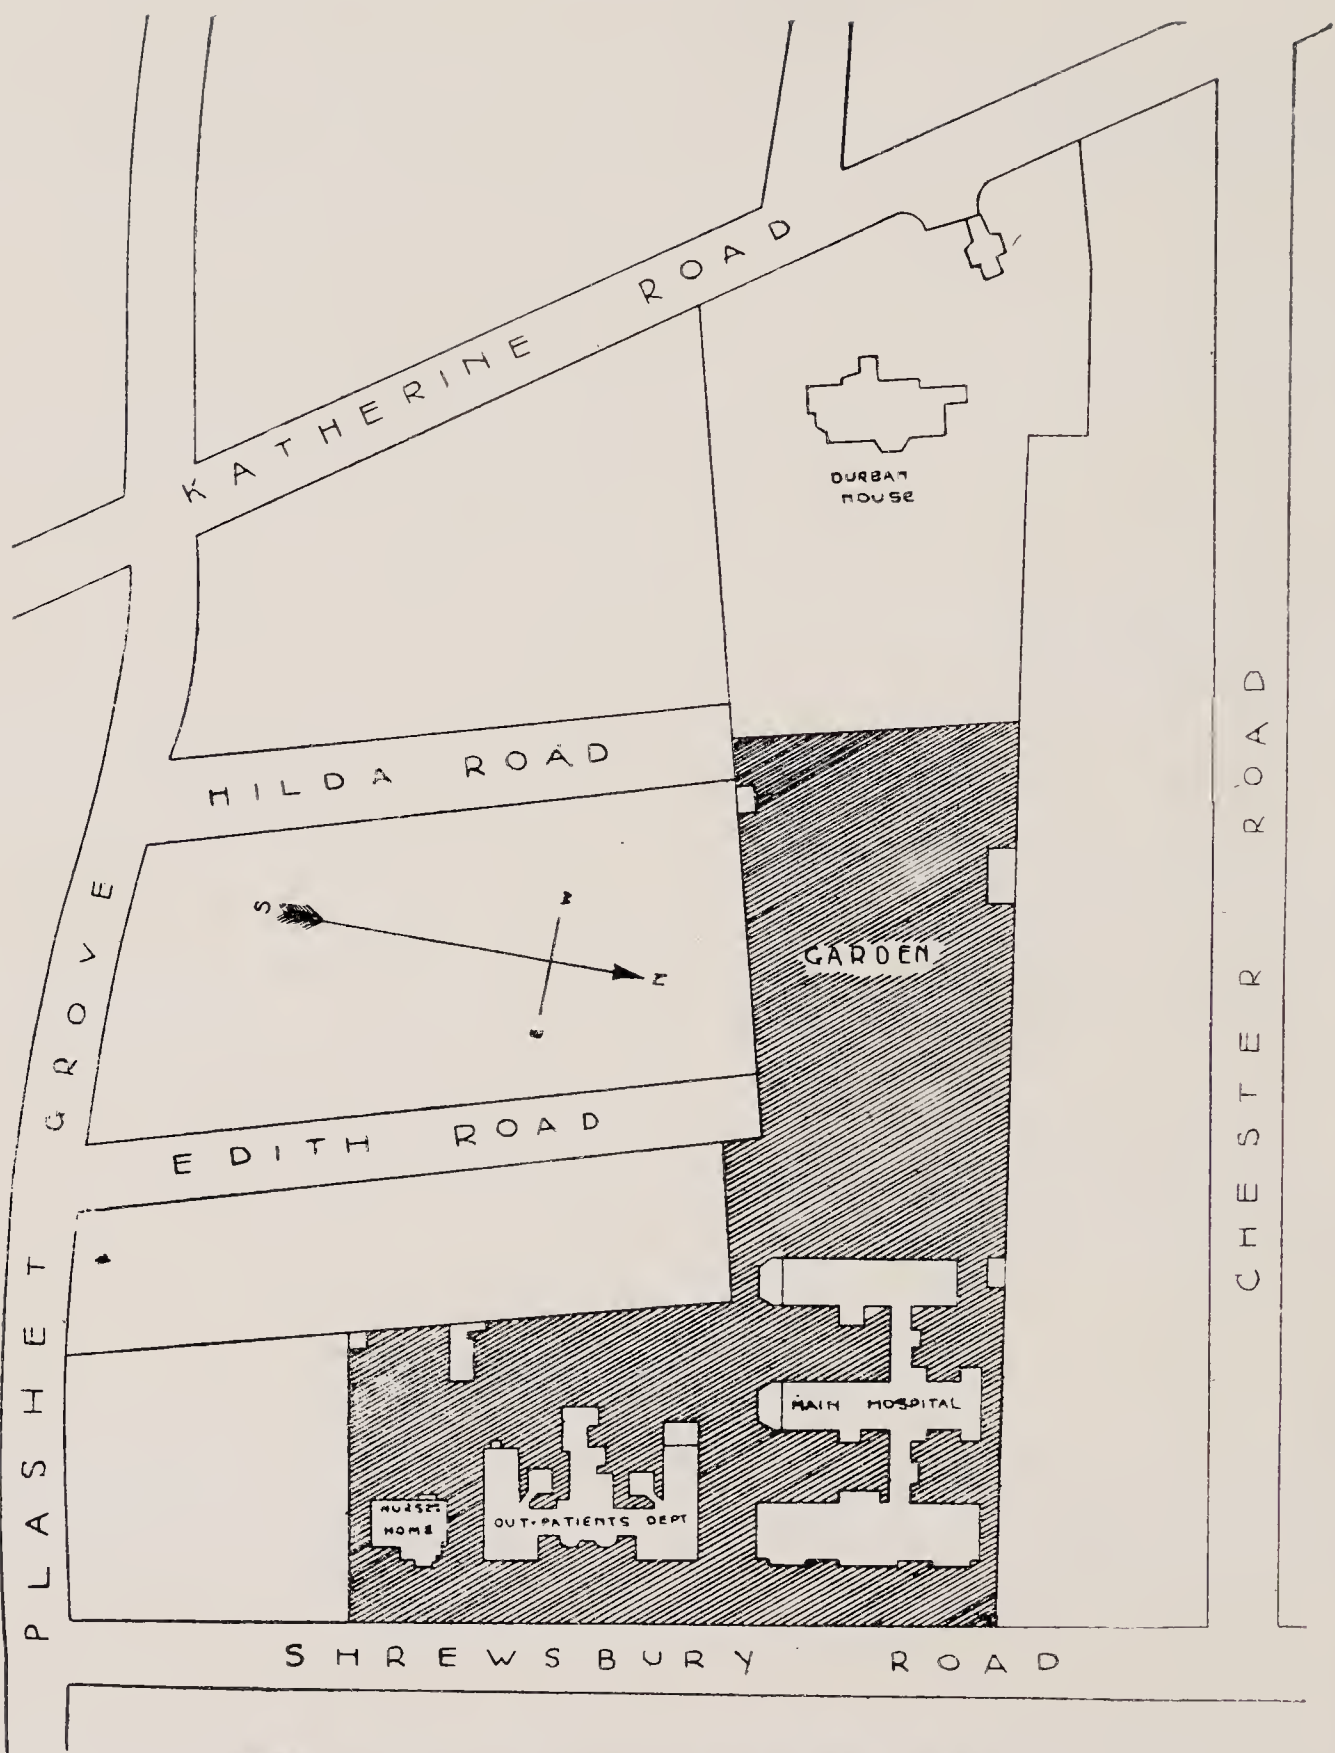 KATHERINE ROAD
DURBAN
HOUSE
HILDA ROAD
S
W
N
E
GARDEN
EDITH ROAD
PLASHET GROVE
CHESTER ROAD
MAIN HOSPITAL
NURSES
HOME
OUT-PATIENTS DEPT
SHREWSBURY ROAD